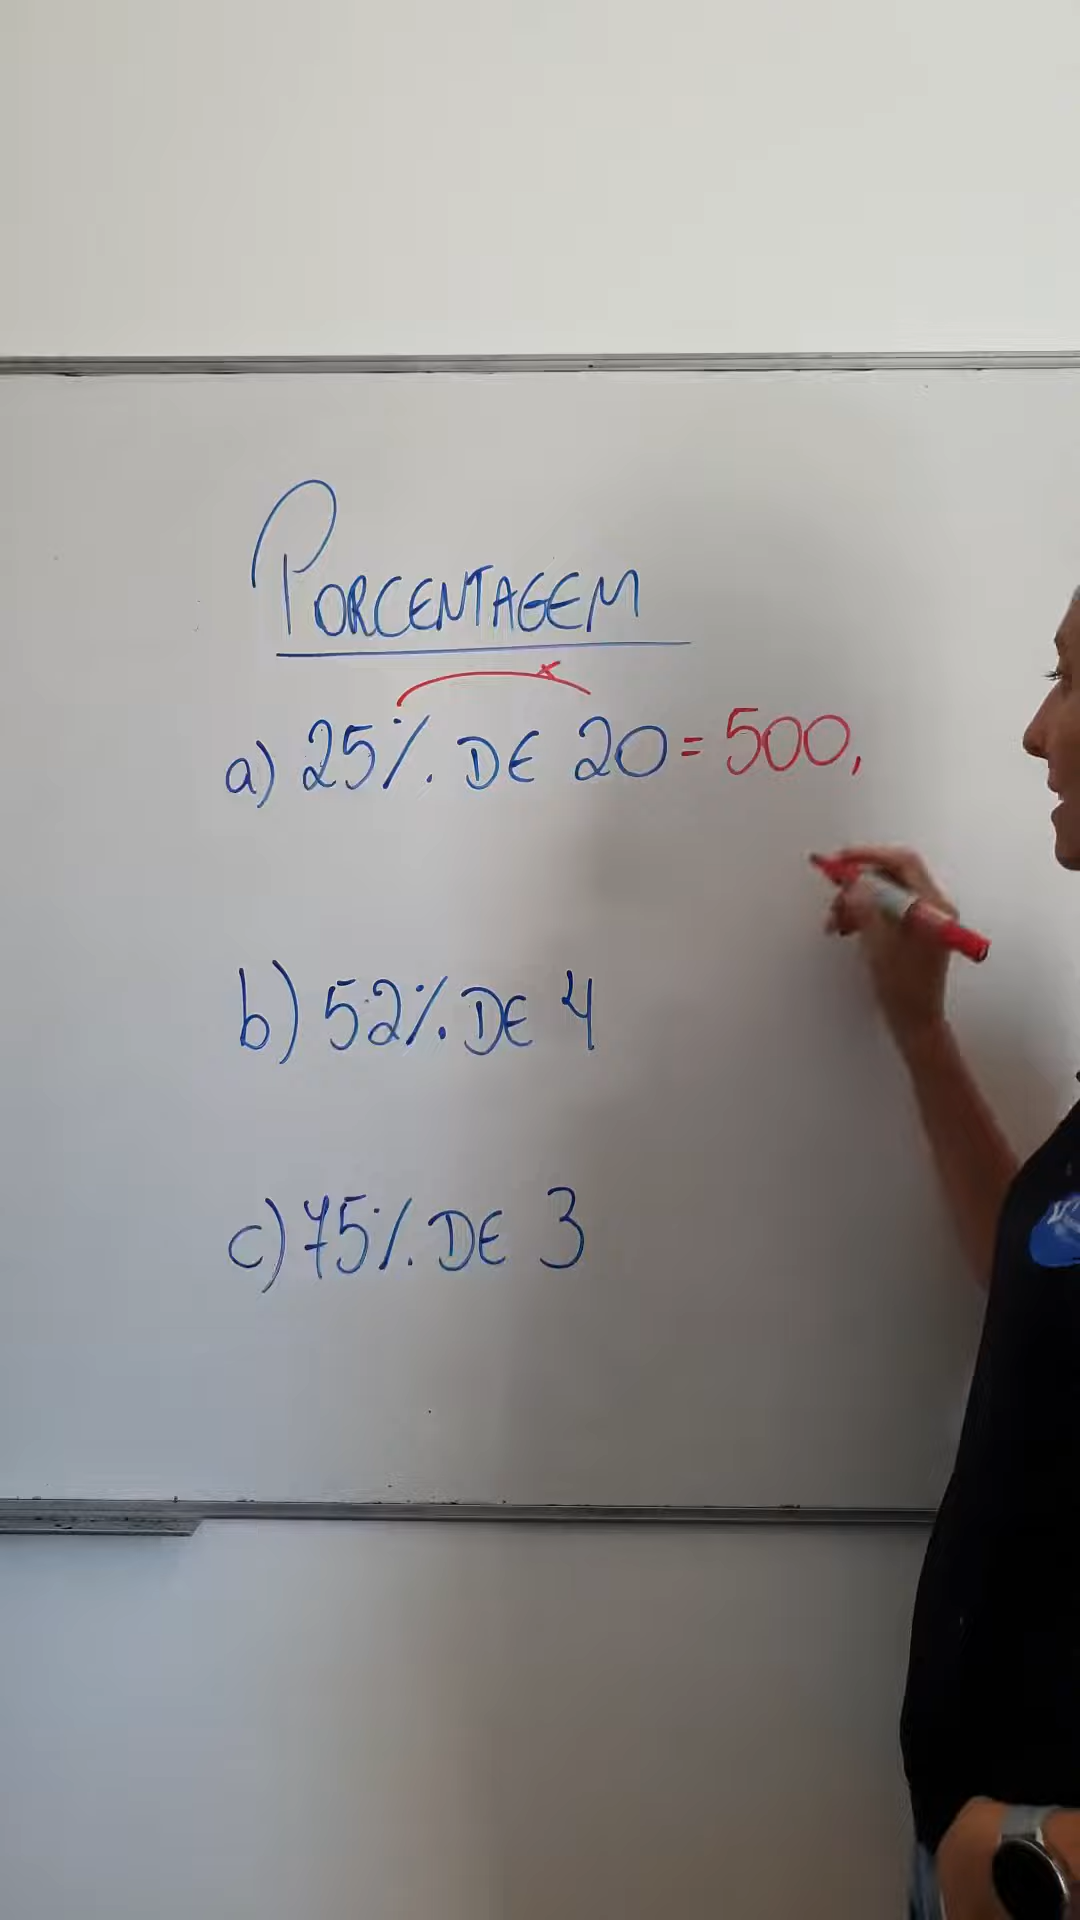 PORCENTAGEM
a) 25% DE 20 = 500,
b) 52% DE 4
c) 75% DE 3